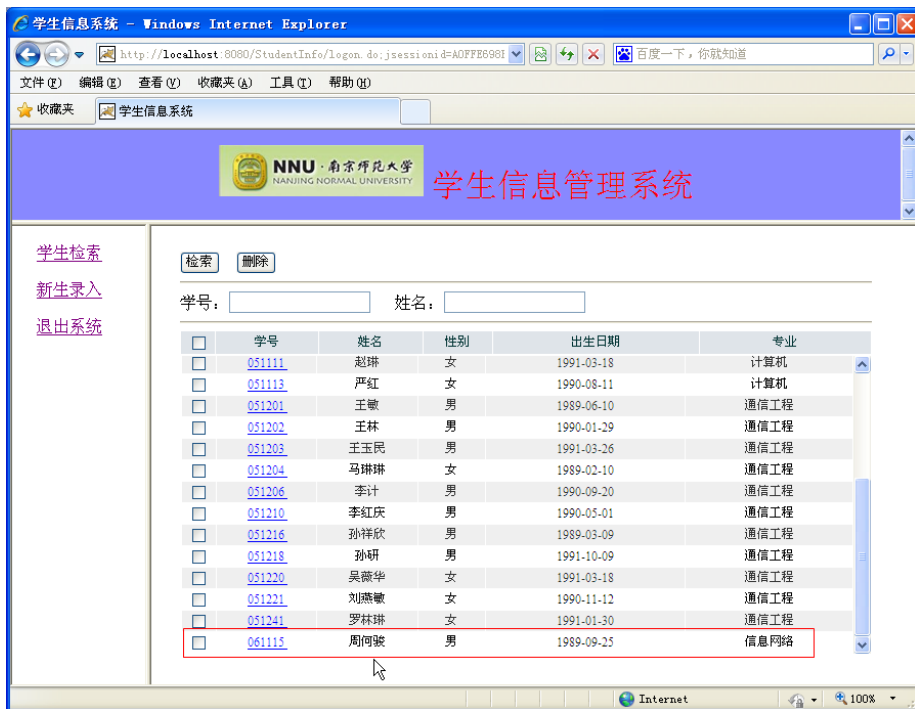 学生信息系统 - Windows Internet Explorer
http://localhost:8080/StudentInfo/logon.do;jsessionid=A0FFE698F
百度一下，你就知道
文件(F) 编辑(E) 查看(V) 收藏夹(A) 工具(T) 帮助(H)
收藏夹 学生信息系统
NNU·南京师范大学
NANJING NORMAL UNIVERSITY
学生信息管理系统
学生检索
新生录入
退出系统
检索 删除
学号： 姓名：
学号 姓名 性别 出生日期 专业
051111 赵琳 女 1991-03-18 计算机
051113 严红 女 1990-08-11 计算机
051201 王敏 男 1989-06-10 通信工程
051202 王林 男 1990-01-29 通信工程
051203 王玉民 男 1991-03-26 通信工程
051204 马琳琳 女 1989-02-10 通信工程
051206 李计 男 1990-09-20 通信工程
051210 李红庆 男 1990-05-01 通信工程
051216 孙祥欣 男 1989-03-09 通信工程
051218 孙研 男 1991-10-09 通信工程
051220 吴薇华 女 1991-03-18 通信工程
051221 刘燕敏 女 1990-11-12 通信工程
051241 罗林琳 女 1991-01-30 通信工程
061115 周何骏 男 1989-09-25 信息网络
Internet 100%